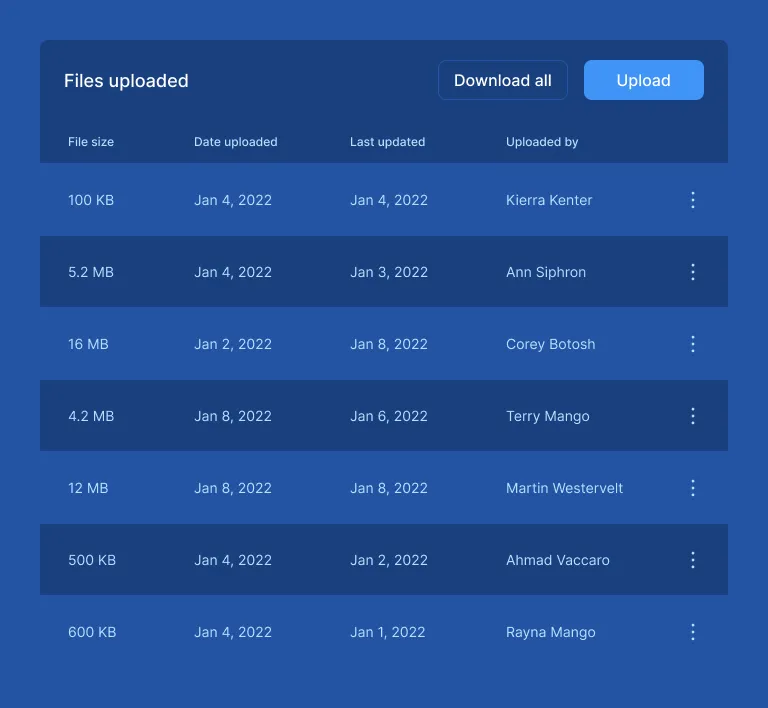 Files uploaded Download all Upload
File size Date uploaded Last updated Uploaded by
100 KB Jan 4, 2022 Jan 4, 2022 Kierra Kenter
5.2 MB Jan 4, 2022 Jan 3, 2022 Ann Siphron
16 MB Jan 2, 2022 Jan 8, 2022 Corey Botosh
4.2 MB Jan 8, 2022 Jan 6, 2022 Terry Mango
12 MB Jan 8, 2022 Jan 8, 2022 Martin Westervelt
500 KB Jan 4, 2022 Jan 2, 2022 Ahmad Vaccaro
600 KB Jan 4, 2022 Jan 1, 2022 Rayna Mango